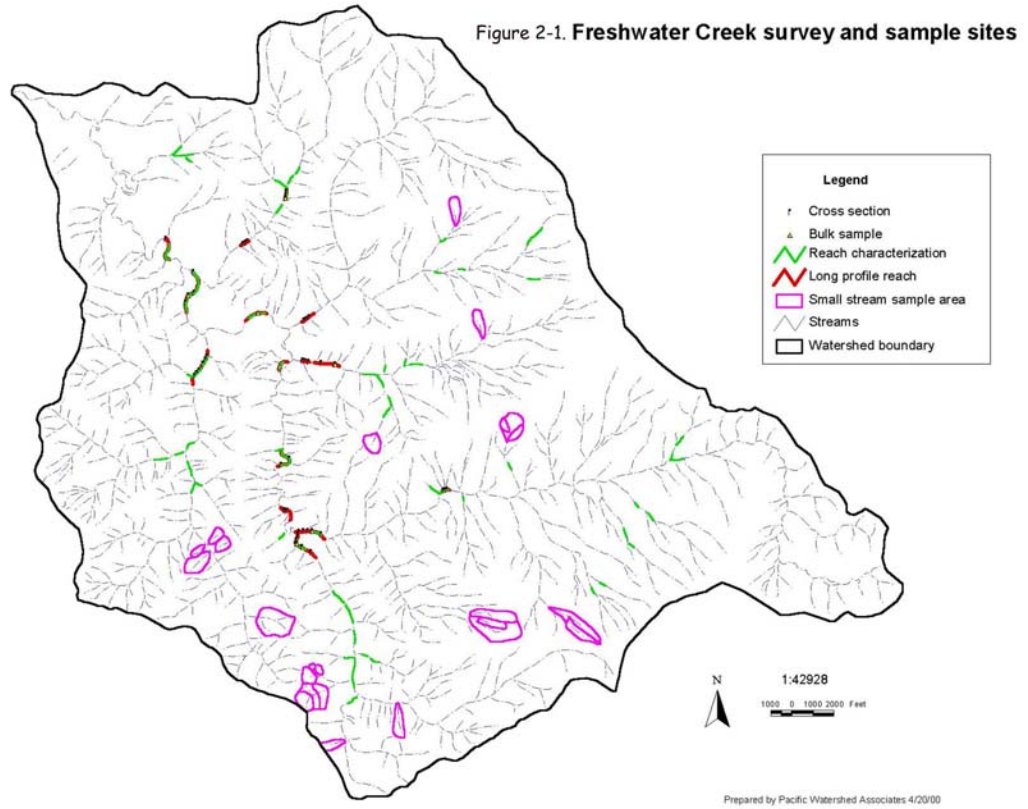 Figure 2-1. Freshwater Creek survey and sample sites
Legend
Cross section
Bulk sample
Reach characterization
Long profile reach
Small stream sample area
Streams
Watershed boundary
N
1:42928
1000 0 1000 2000 Feet
Prepared by Pacific Watershed Associates 4/20/00